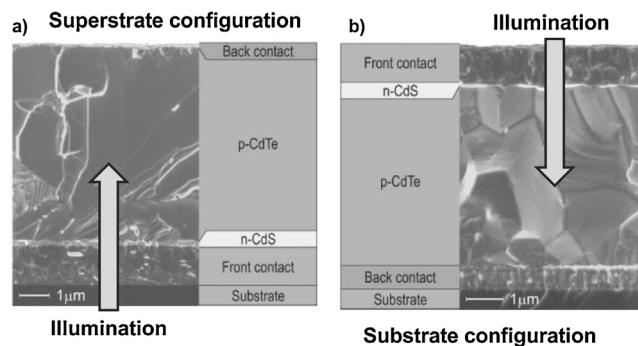 Superstrate configuration
a)
Back contact
p-CdTe
n-CdS
Front contact
Substrate
1µm
Illumination
Illumination
b)
Front contact
n-CdS
p-CdTe
Back contact
Substrate
1µm
Substrate configuration